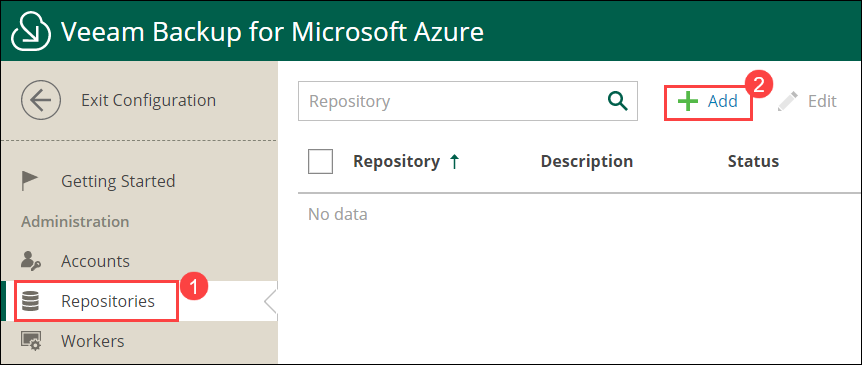 Veeam Backup for Microsoft Azure
Exit Configuration
Getting Started
Administration
Accounts
Repositories
1
Workers
Repository
Add
2
Edit
Repository ↑ Description Status
No data